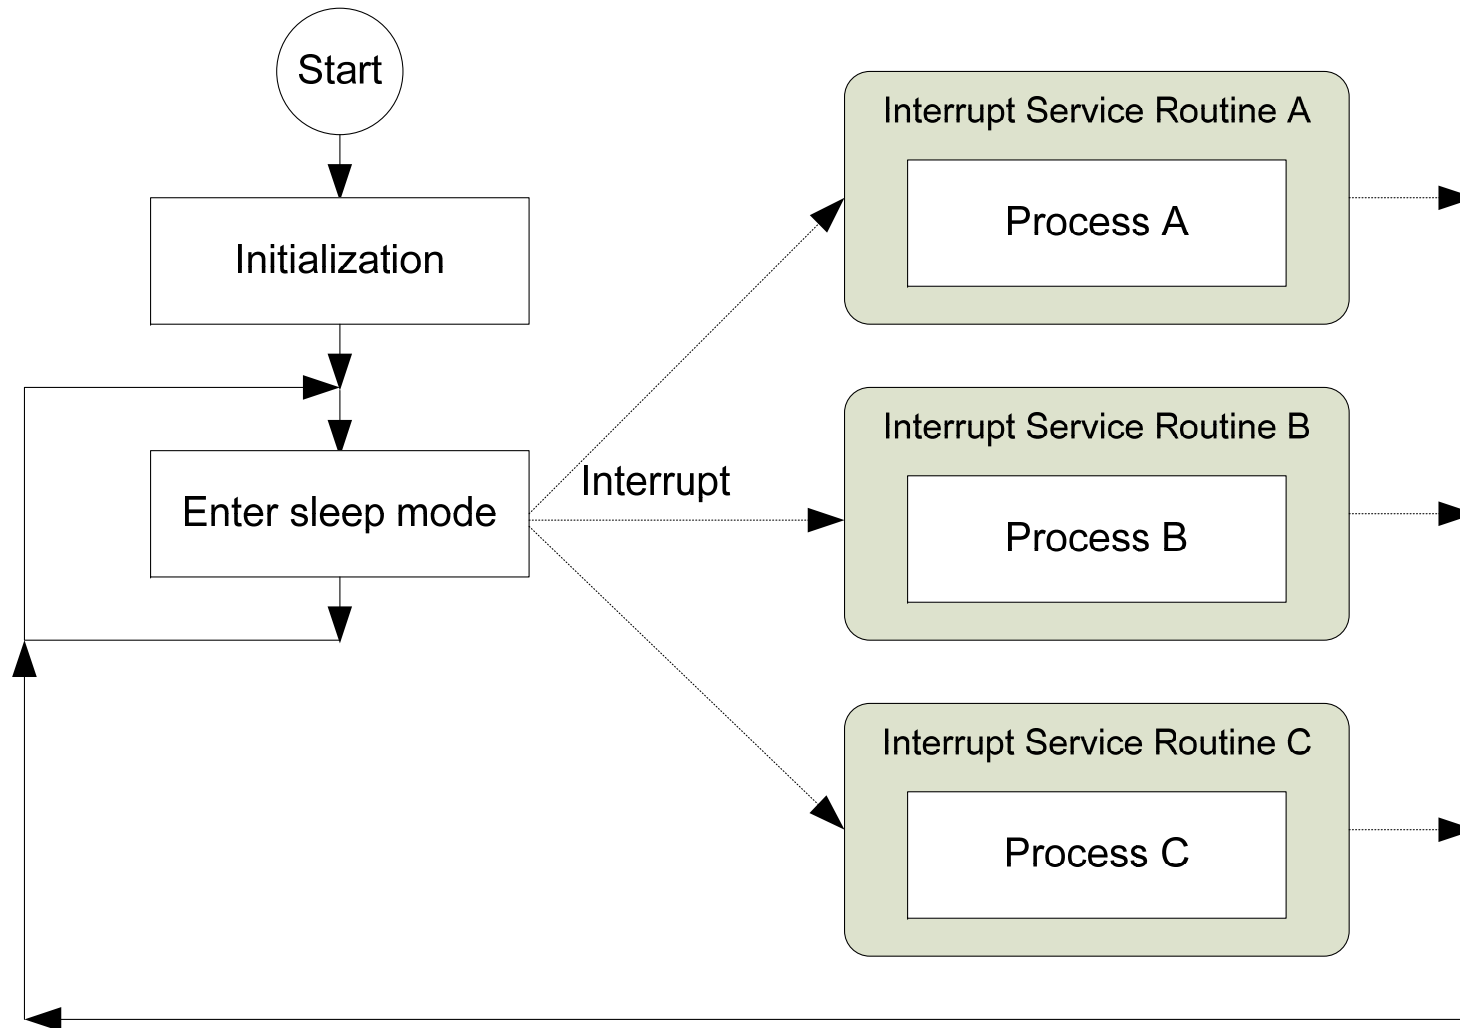 Start
Initialization
Enter sleep mode
Interrupt
Interrupt Service Routine A
Process A
Interrupt Service Routine B
Process B
Interrupt Service Routine C
Process C